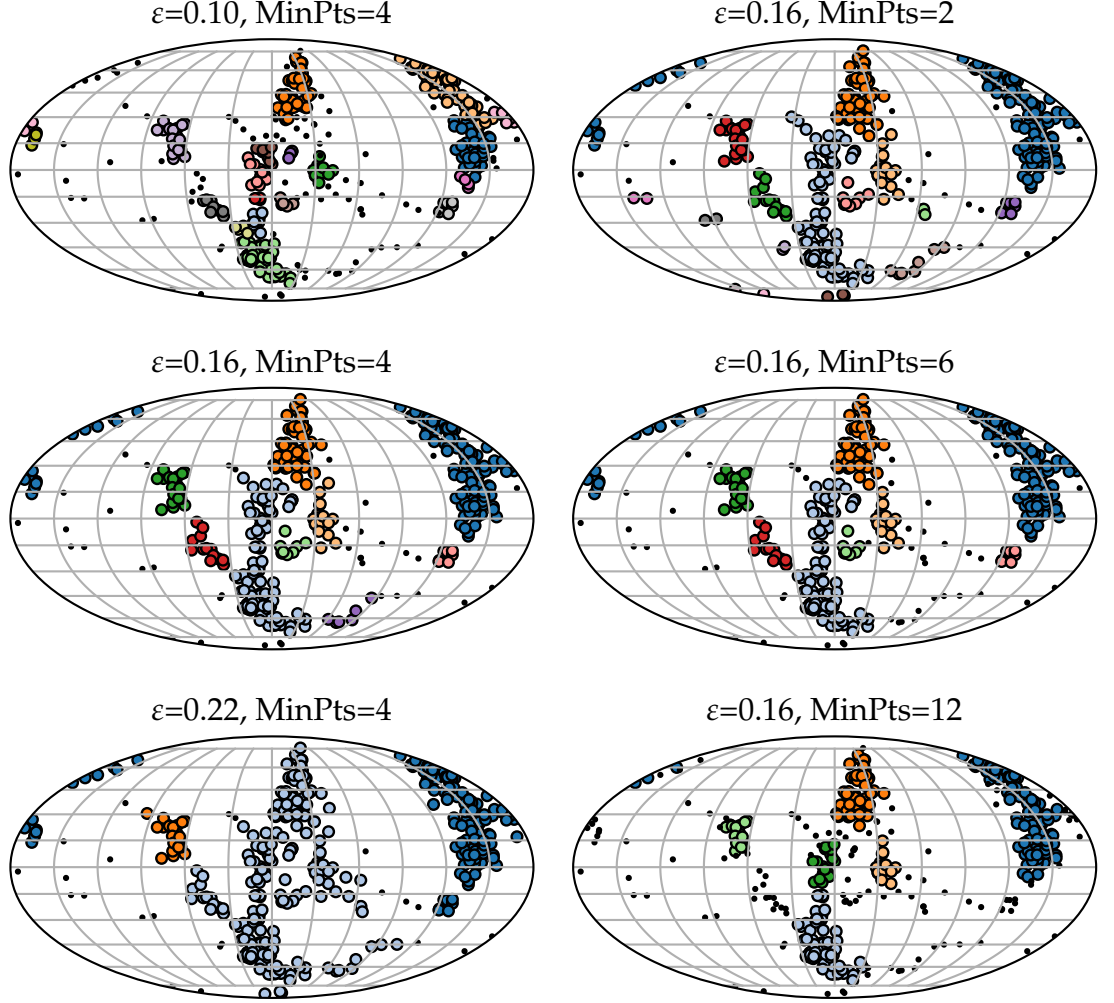 ε=0.10, MinPts=4
ε=0.16, MinPts=2
ε=0.16, MinPts=4
ε=0.16, MinPts=6
ε=0.22, MinPts=4
ε=0.16, MinPts=12